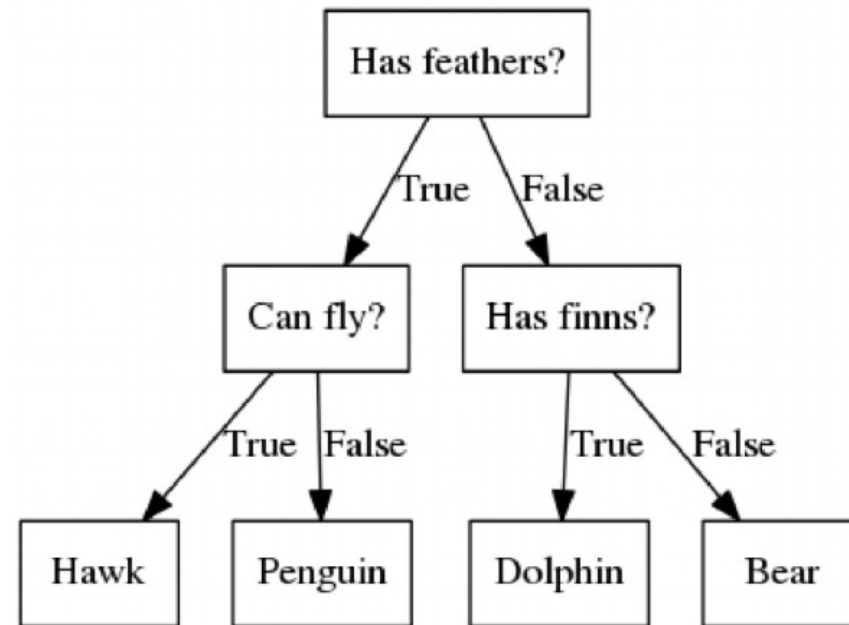 Has feathers?
True
False
Can fly?
Has finns?
True
False
True
False
Hawk
Penguin
Dolphin
Bear